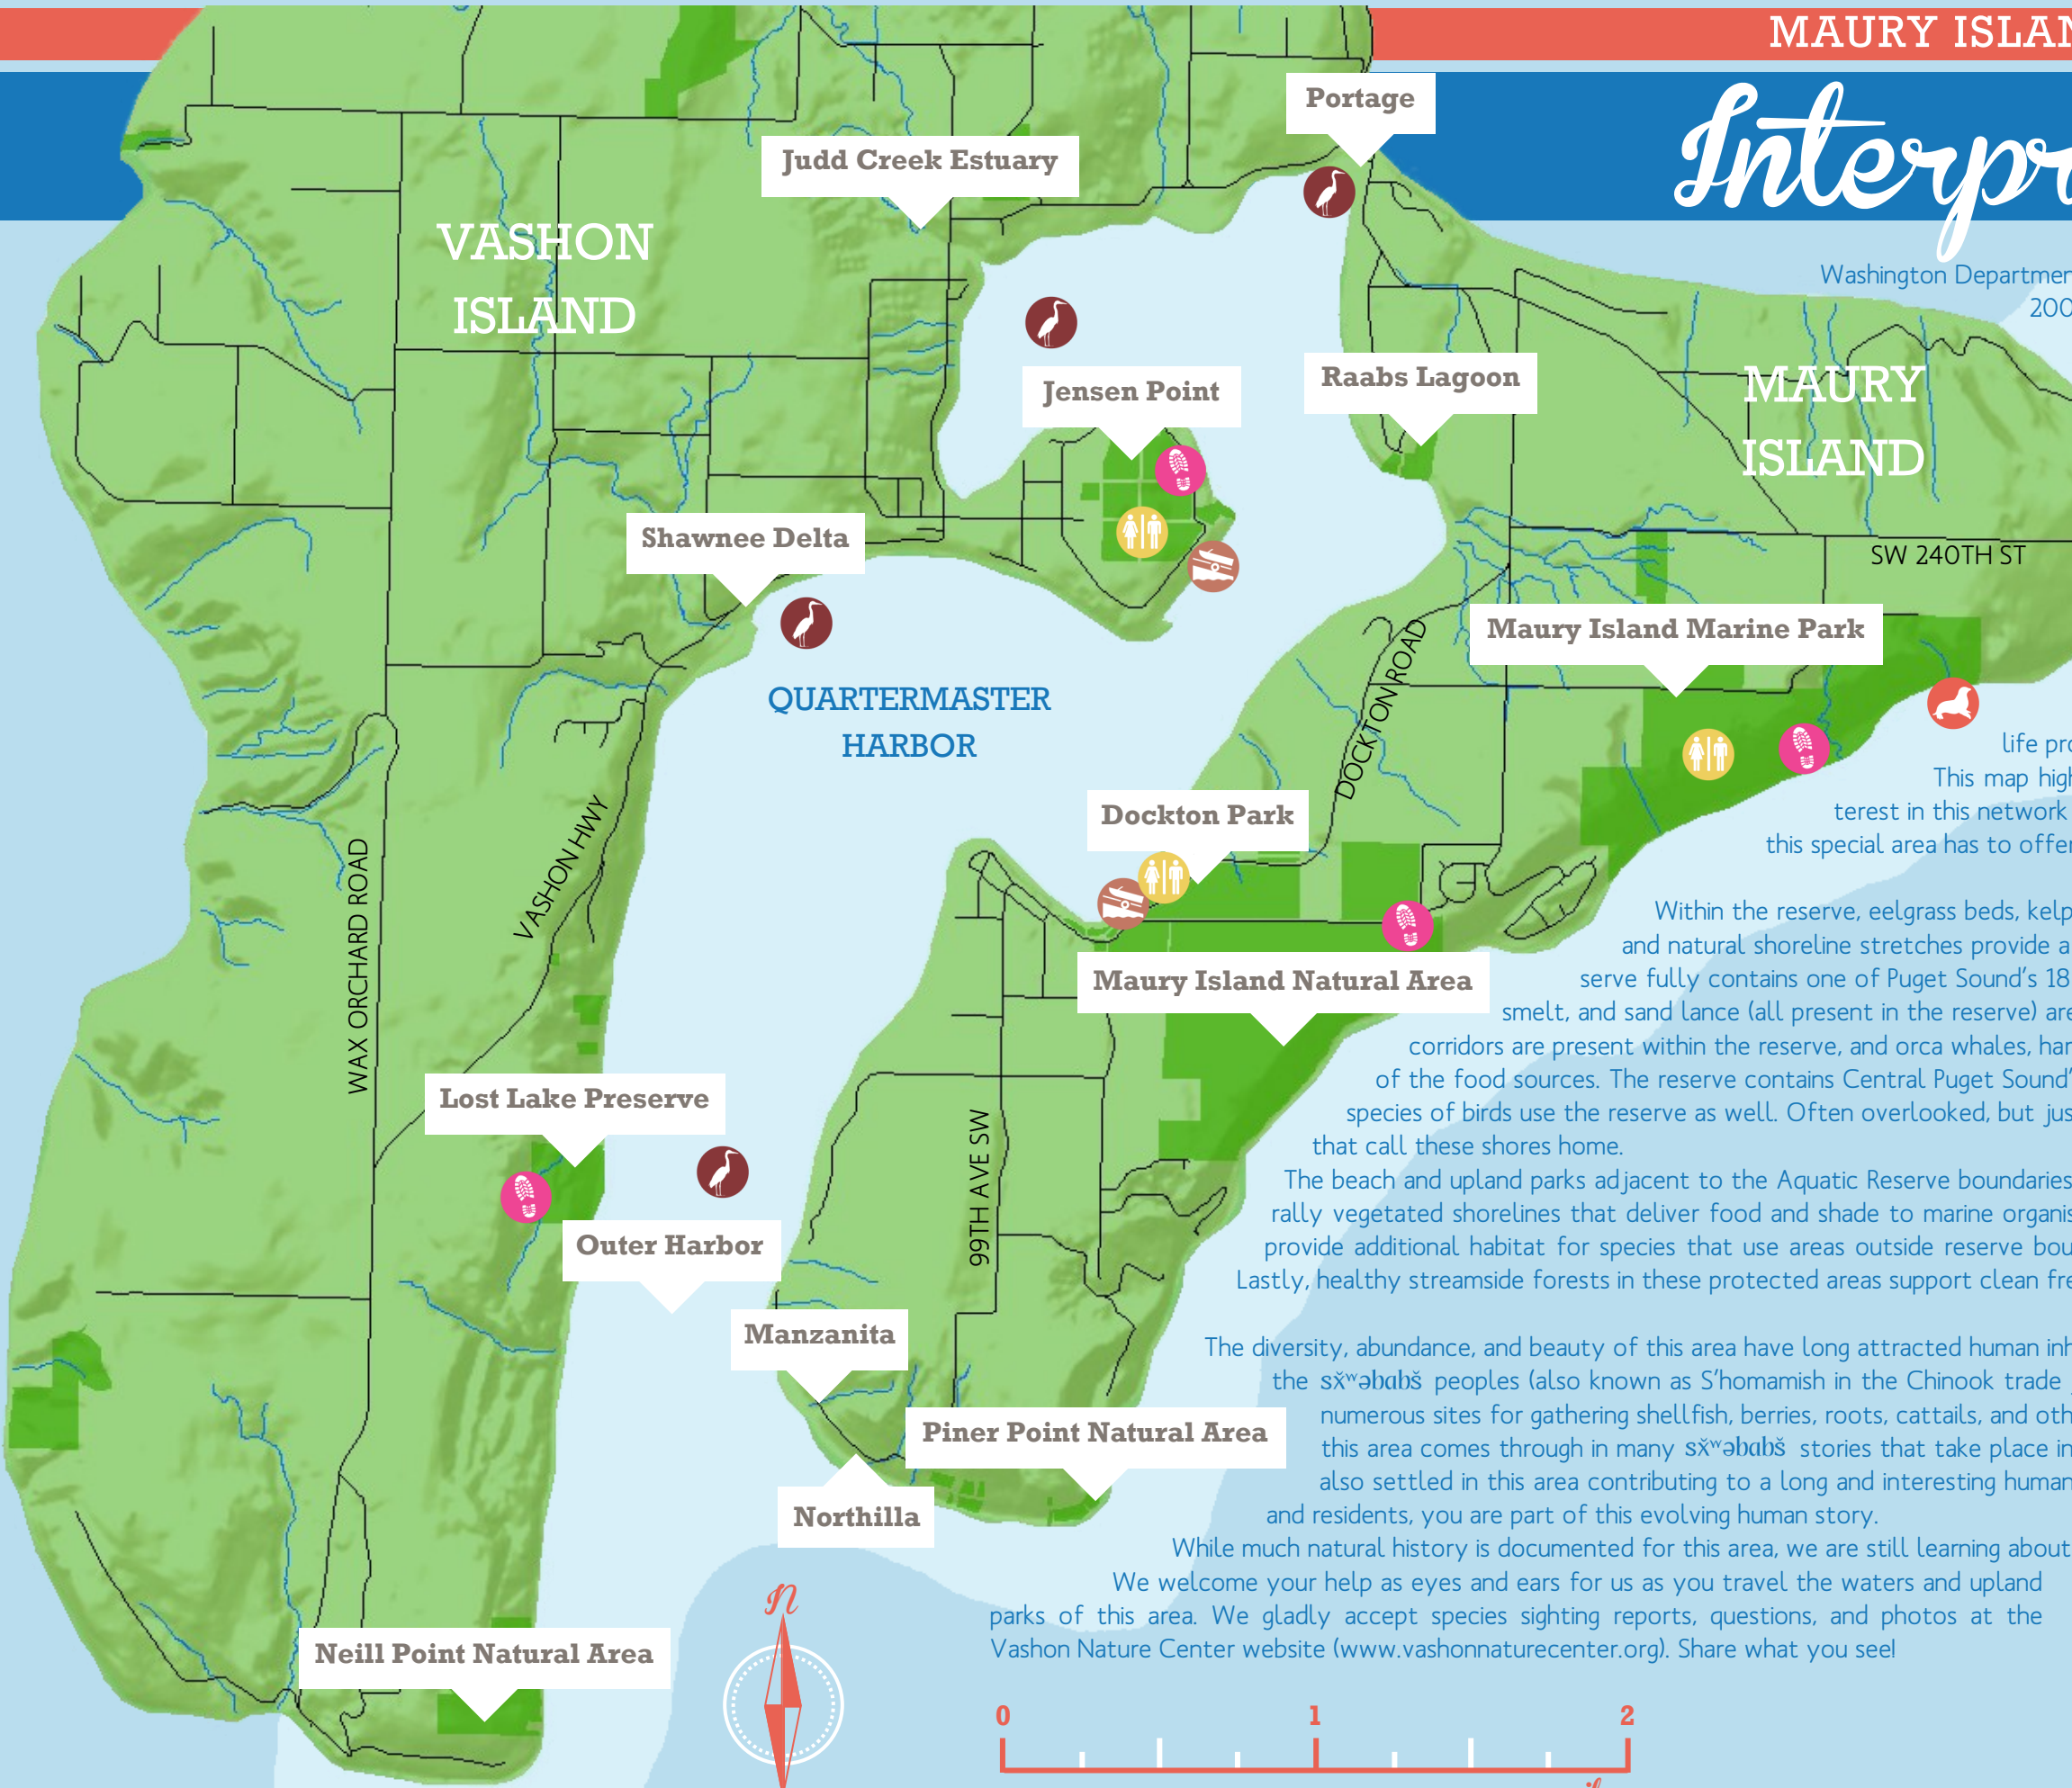 MAURY ISLAN
Interpr
Portage
Judd Creek Estuary
VASHON
ISLAND
Washington Departmen
200
Jensen Point
Raabs Lagoon
MAURY
ISLAND
Shawnee Delta
SW 240TH ST
Maury Island Marine Park
QUARTERMASTER
HARBOR
DOCKTON ROAD
life pro
This map high
terest in this network
this special area has to offer
Dockton Park
VASHON HWY
WAX ORCHARD ROAD
Maury Island Natural Area
Within the reserve, eelgrass beds, kelp
and natural shoreline stretches provide a
serve fully contains one of Puget Sound's 18
smelt, and sand lance (all present in the reserve) are
corridors are present within the reserve, and orca whales, har
of the food sources. The reserve contains Central Puget Sound'
species of birds use the reserve as well. Often overlooked, but jus
that call these shores home.
Lost Lake Preserve
99TH AVE SW
Outer Harbor
The beach and upland parks adjacent to the Aquatic Reserve boundaries
rally vegetated shorelines that deliver food and shade to marine organis
provide additional habitat for species that use areas outside reserve bou
Lastly, healthy streamside forests in these protected areas support clean fre
Manzanita
The diversity, abundance, and beauty of this area have long attracted human inh
the sx̌ʷəbabš peoples (also known as S'homamish in the Chinook trade
numerous sites for gathering shellfish, berries, roots, cattails, and oth
this area comes through in many sx̌ʷəbabš stories that take place in
also settled in this area contributing to a long and interesting human
and residents, you are part of this evolving human story.
Piner Point Natural Area
Northilla
While much natural history is documented for this area, we are still learning about
We welcome your help as eyes and ears for us as you travel the waters and upland
parks of this area. We gladly accept species sighting reports, questions, and photos at the
Vashon Nature Center website (www.vashonnaturecenter.org). Share what you see!
Neill Point Natural Area
n
0 1 2